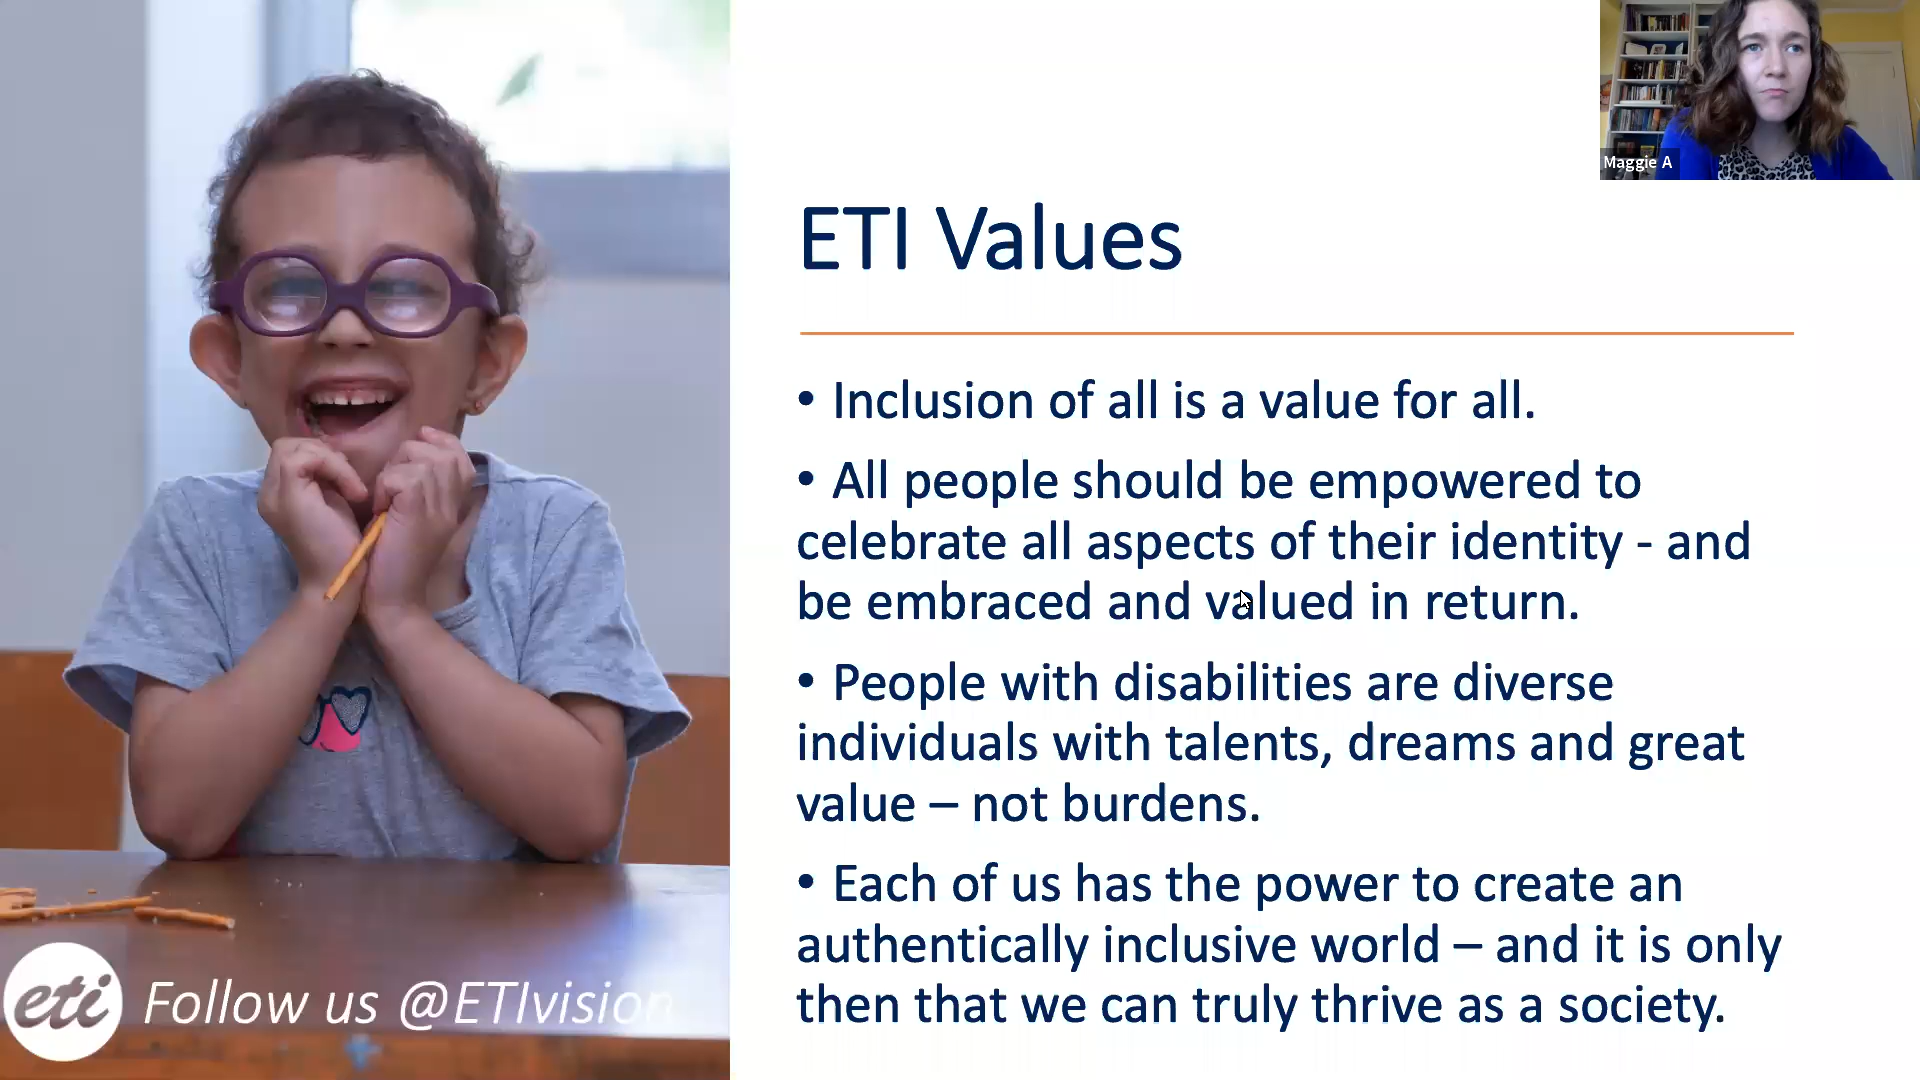 Maggie A
ETI Values
• Inclusion of all is a value for all.
• All people should be empowered to
celebrate all aspects of their identity - and
be embraced and valued in return.
• People with disabilities are diverse
individuals with talents, dreams and great
value – not burdens.
• Each of us has the power to create an
authentically inclusive world – and it is only
then that we can truly thrive as a society.
eti
Follow us @ETIvision